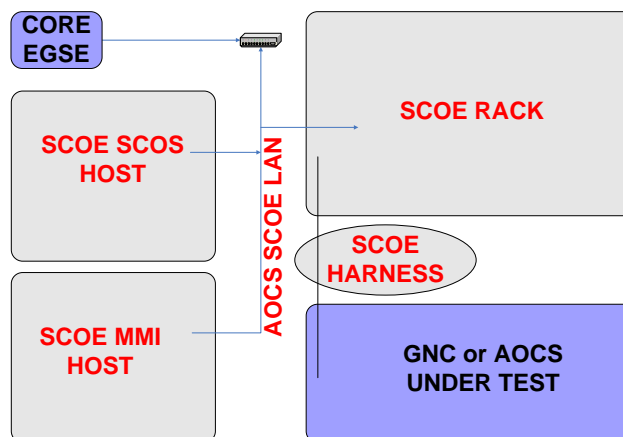 CORE
EGSE
SCOE RACK
SCOE SCOS
HOST
AOCS SCOE LAN
SCOE
HARNESS
SCOE MMI
HOST
GNC or AOCS
UNDER TEST